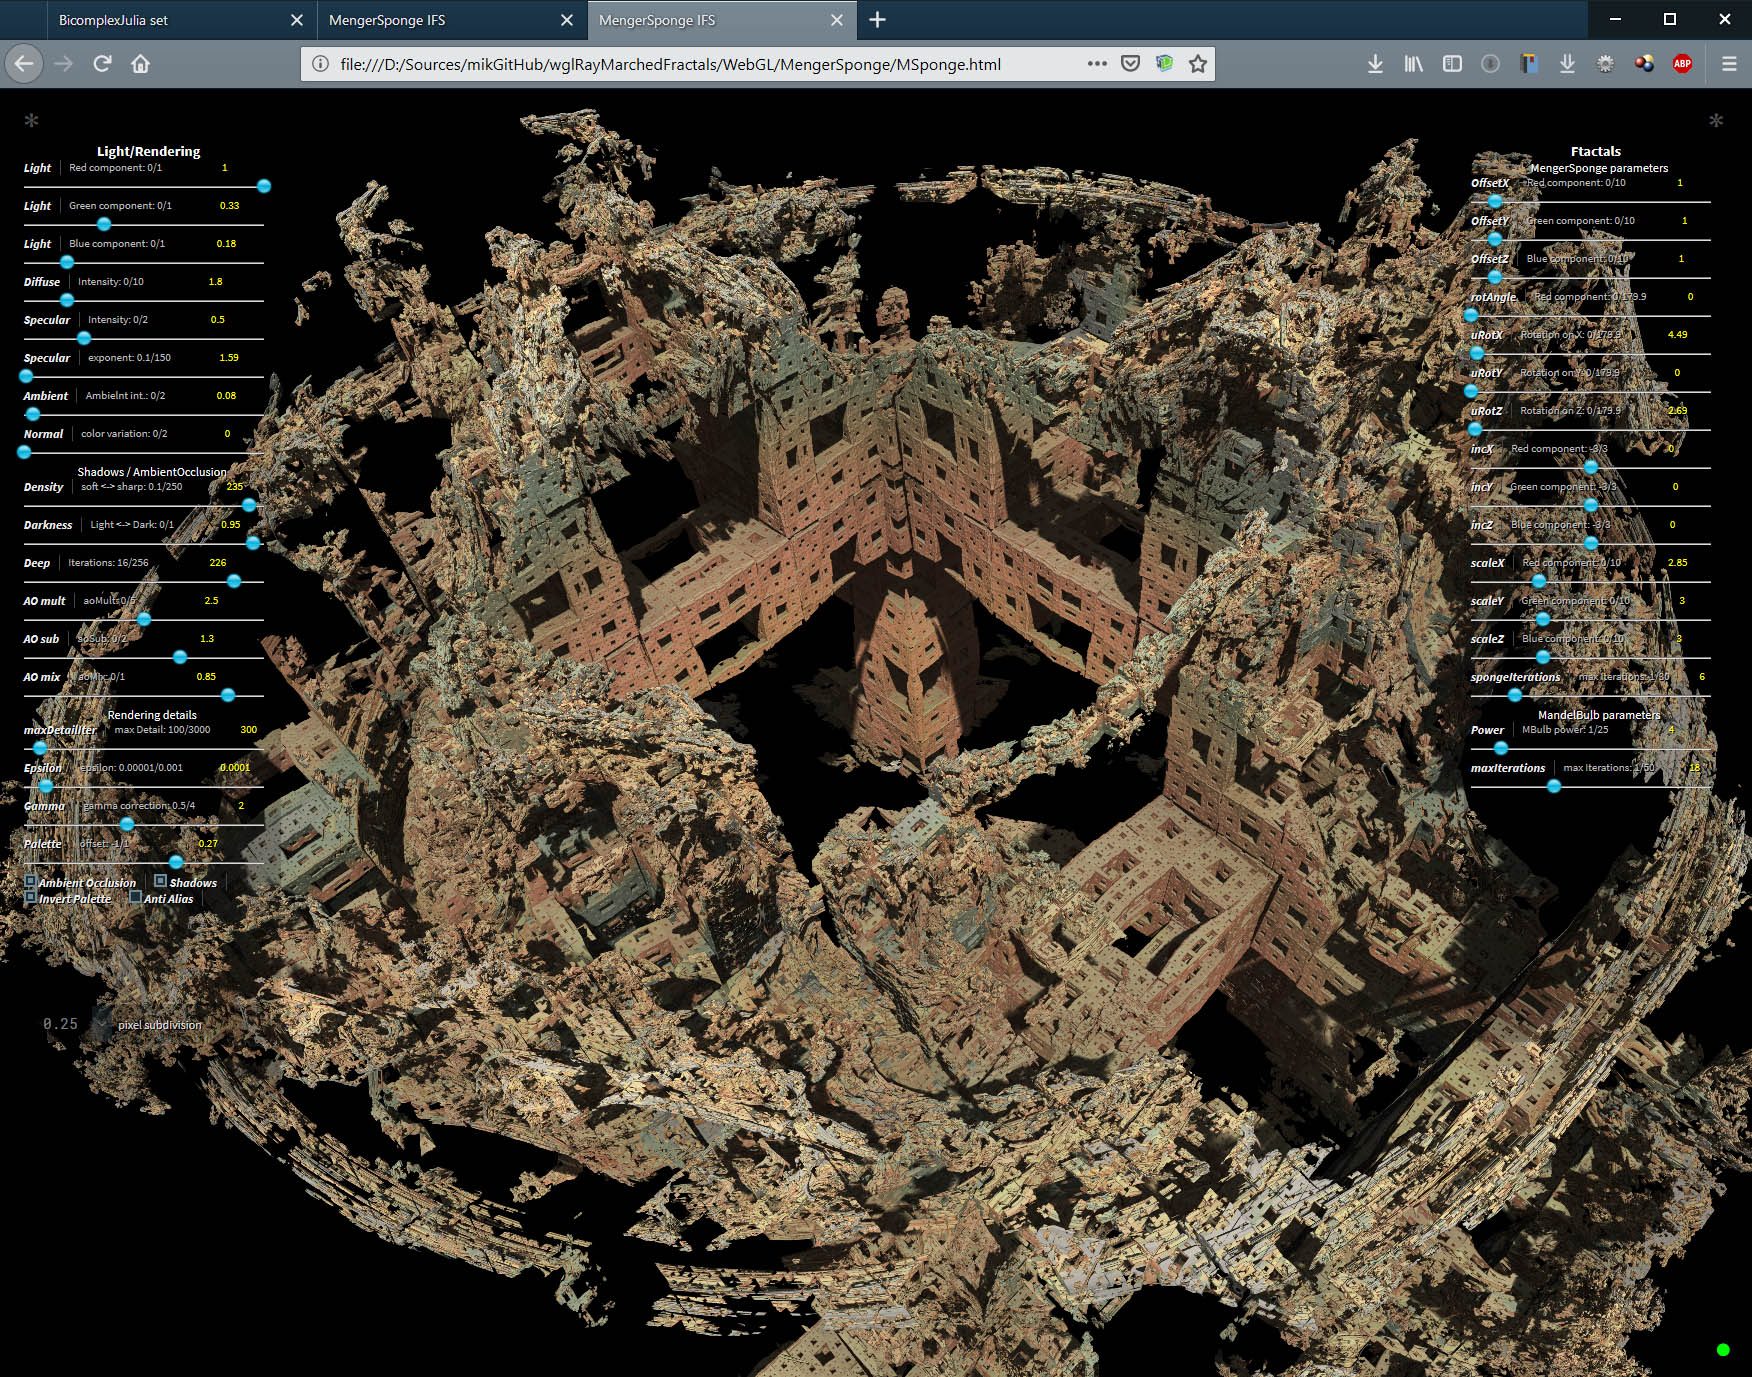 BicomplexJulia set
MengerSponge IFS
MengerSponge IFS
file:///D:/Sources/mikGitHub/wglRayMarchedFractals/WebGL/MengerSponge/MSponge.html
ABP
Light/Rendering
Light Red component: 0/1 1
Light Green component: 0/1 0.33
Light Blue component: 0/1 0.18
Diffuse Intensity: 0/10 1.8
Specular Intensity: 0/2 0.5
Specular exponent: 0.1/150 1.59
Ambient AmbieInt int.: 0/2 0.08
Normal color variation: 0/2 0
Shadows / AmbientOcclusion
Density soft <-> sharp: 0.1/250 235
Darkness Light <-> Dark: 0/1 0.95
Deep Iterations: 16/256 226
AO mult aoMult: 0/5 2.5
AO sub aoSub: 0/2 1.3
AO mix aoMix: 0/1 0.85
Rendering details
maxDetailIter max Detail: 100/3000 300
Epsilon epsilon: 0.00001/0.001 0.0001
Gamma gamma correction: 0.5/4 2
Palette offset: -1/1 0.27
Ambient Occlusion Shadows
Invert Palette Anti Alias
0.25 pixel subdivision
Ftactals
MengerSponge parameters
OffsetX Red component: 0/10 1
OffsetY Green component: 0/10 1
OffsetZ Blue component: 0/10 1
rotAngle Red component: 0/179.9 0
uRotX Rotation on X: 0/179.9 4.49
uRotY Rotation on Y: 0/179.9 0
uRotZ Rotation on Z: 0/179.9 2.69
incX Red component: -3/3 0
incY Green component: -3/3 0
incZ Blue component: -3/3 0
scaleX Red component: 0/10 2.85
scaleY Green component: 0/10 3
scaleZ Blue component: 0/10 3
spongeIterations max Iterations: 1/30 6
MandelBulb parameters
Power MBulb power: 1/25 4
maxIterations max Iterations: 1/50 18